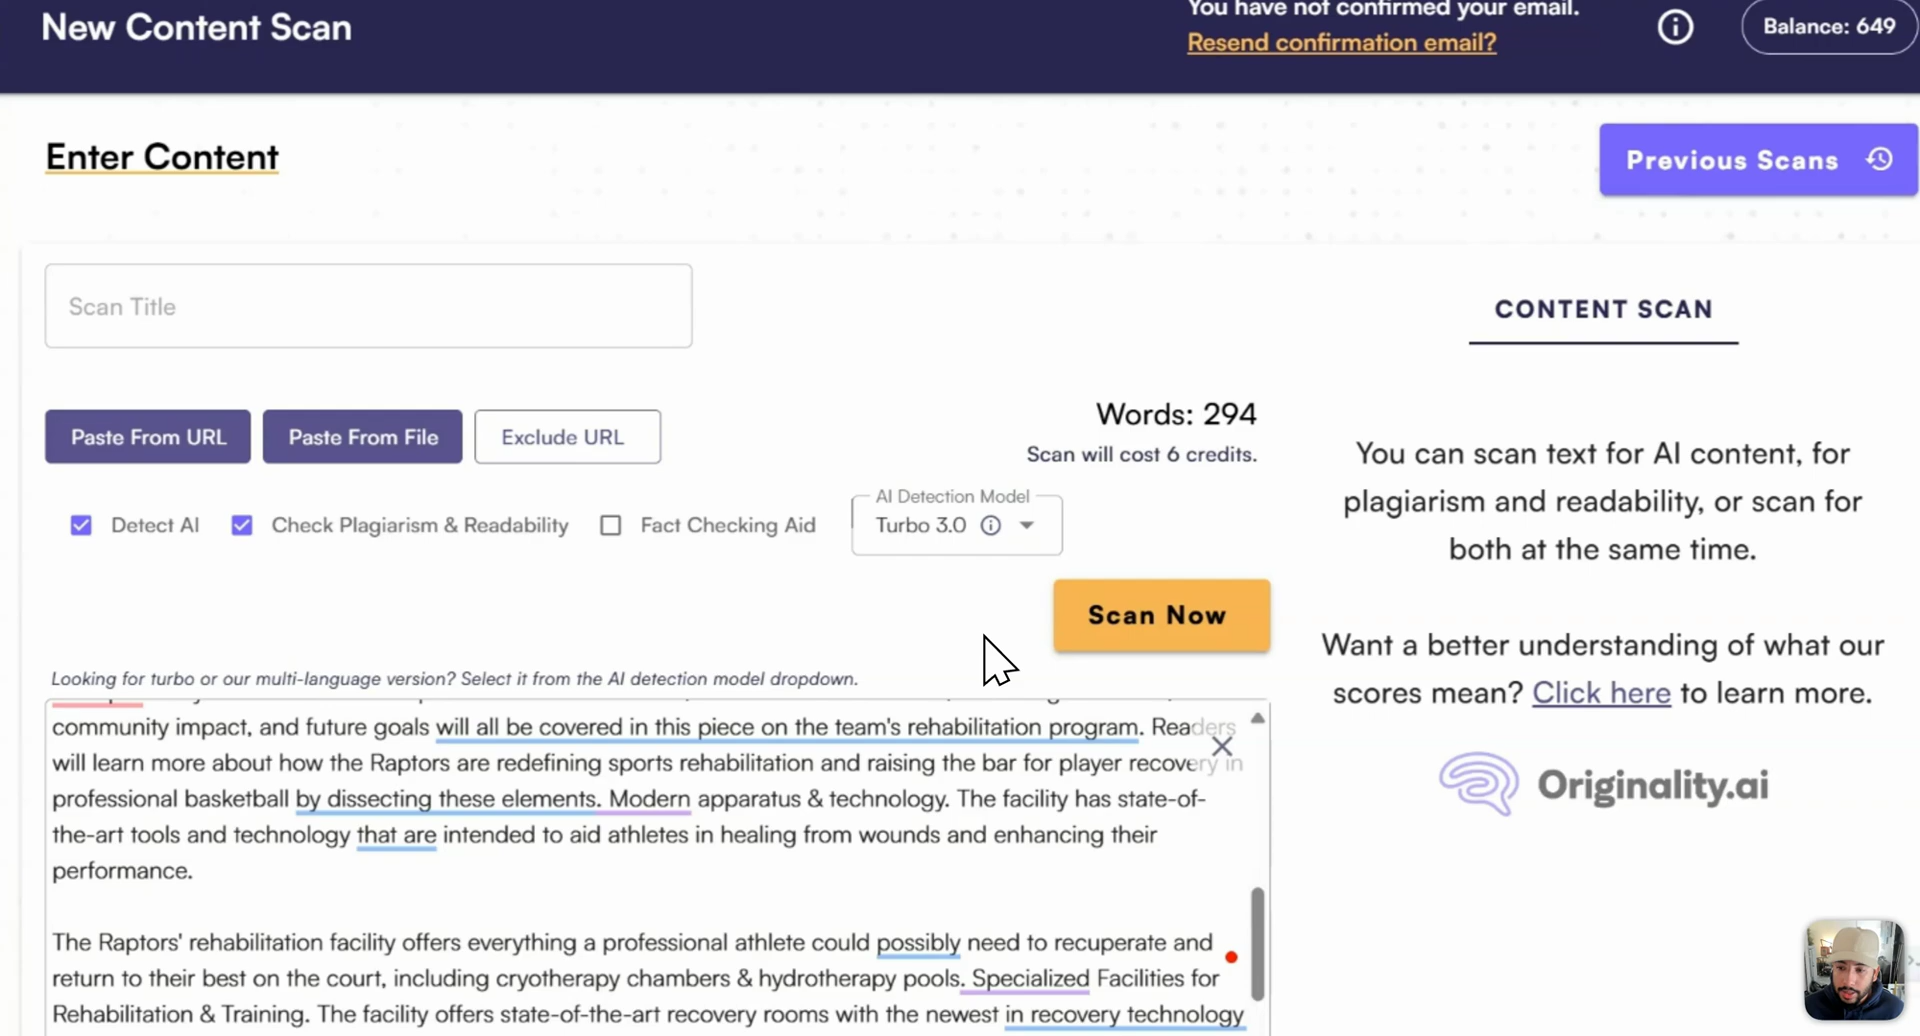 New Content Scan
You have not confirmed your email.
Resend confirmation email?
Balance: 649
Enter Content
Previous Scans
Scan Title
CONTENT SCAN
Words: 294
Paste From URL
Paste From File
Exclude URL
Scan will cost 6 credits.
You can scan text for AI content, for
plagiarism and readability, or scan for
both at the same time.
AI Detection Model
Detect AI
Check Plagiarism & Readability
Fact Checking Aid
Turbo 3.0
Scan Now
Want a better understanding of what our
scores mean? Click here to learn more.
Looking for turbo or our multi-language version? Select it from the AI detection model dropdown.
community impact, and future goals will all be covered in this piece on the team's rehabilitation program. Readers
will learn more about how the Raptors are redefining sports rehabilitation and raising the bar for player recovery in
professional basketball by dissecting these elements. Modern apparatus & technology. The facility has state-of-
the-art tools and technology that are intended to aid athletes in healing from wounds and enhancing their
performance.
Originality.ai
The Raptors' rehabilitation facility offers everything a professional athlete could possibly need to recuperate and
return to their best on the court, including cryotherapy chambers & hydrotherapy pools. Specialized Facilities for
Rehabilitation & Training. The facility offers state-of-the-art recovery rooms with the newest in recovery technology